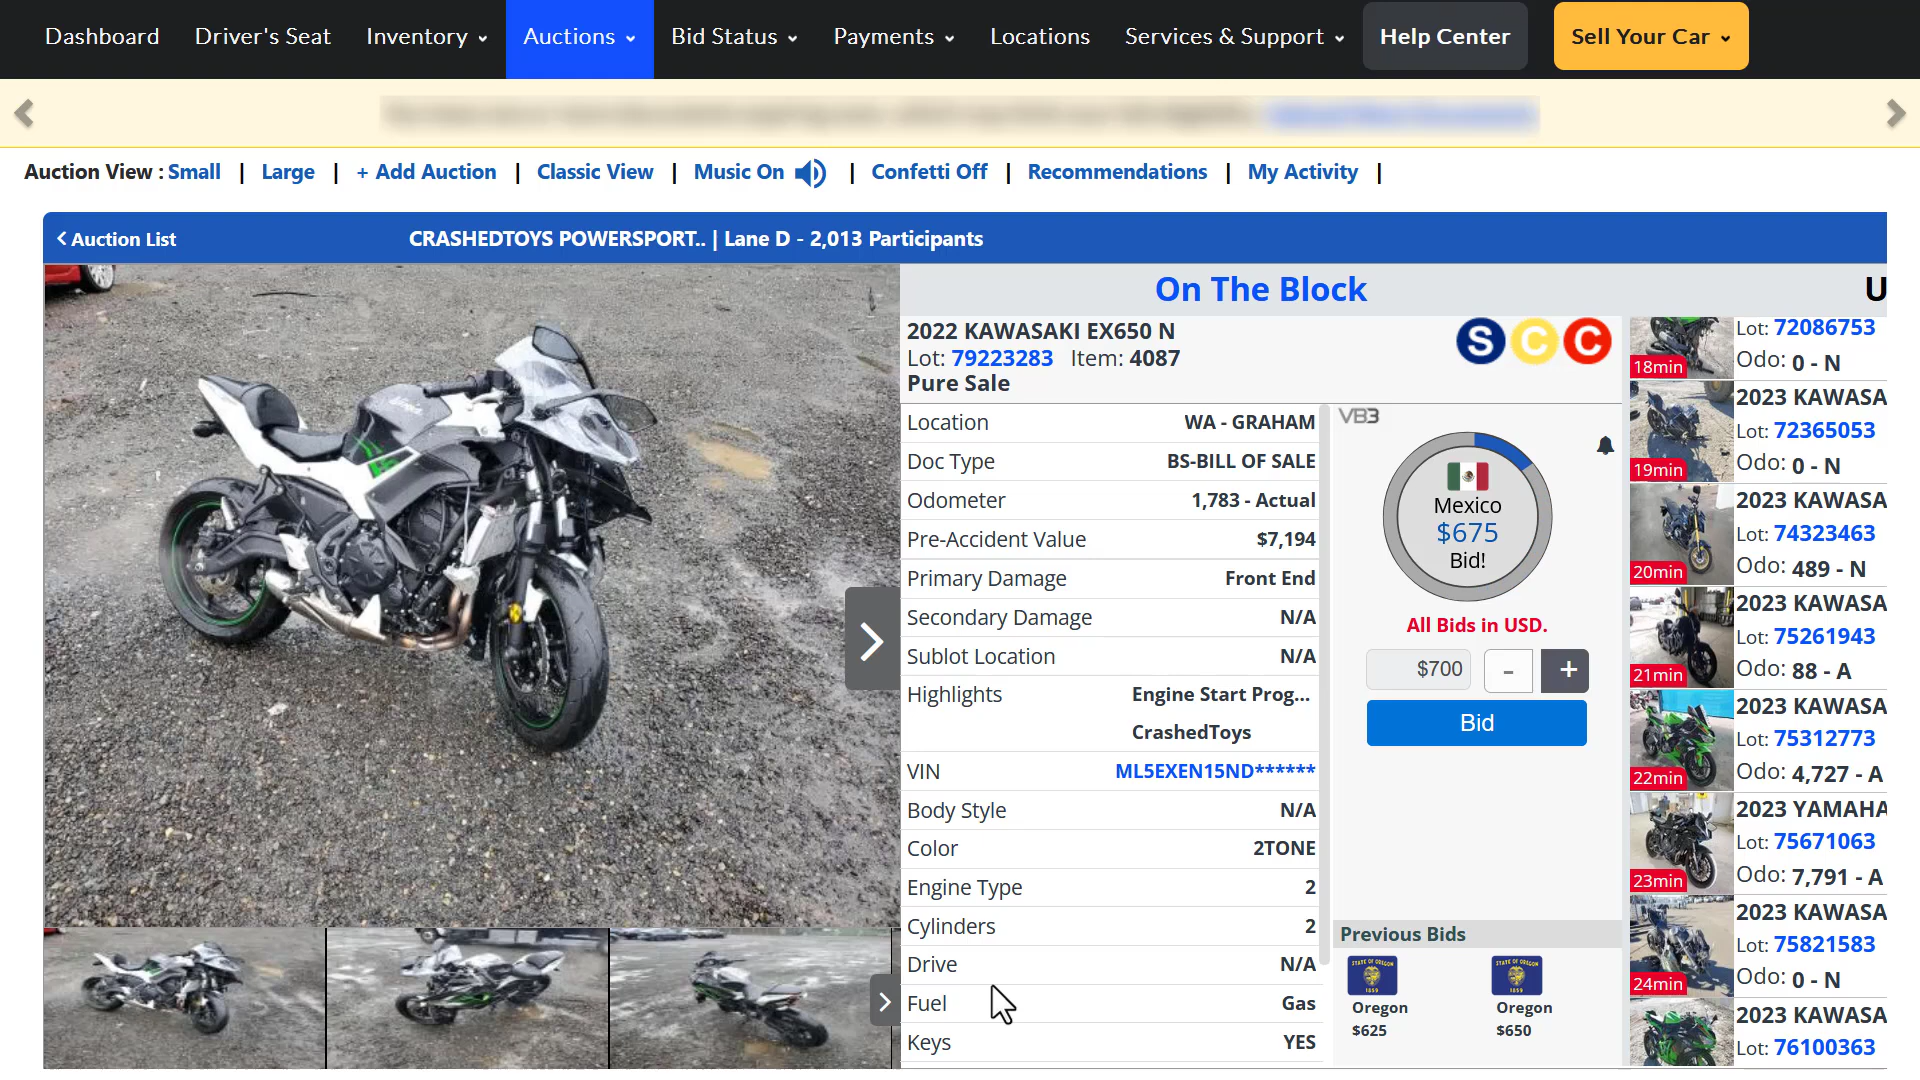 Dashboard Driver's Seat Inventory Auctions Bid Status Payments Locations Services & Support Help Center Sell Your Car
Auction View : Small | Large | + Add Auction | Classic View | Music On | Confetti Off | Recommendations | My Activity |
Auction List
CRASHEDTOYS POWERSPORT.. | Lane D - 2,013 Participants
On The Block
U
2022 KAWASAKI EX650 N
Lot: 79223283 Item: 4087
Pure Sale
S C C
Location WA - GRAHAM
Doc Type BS-BILL OF SALE
Odometer 1,783 - Actual
Pre-Accident Value $7,194
Primary Damage Front End
Secondary Damage N/A
Sublot Location N/A
Highlights Engine Start Prog...
CrashedToys
VIN ML5EXEN15ND******
Body Style N/A
Color 2TONE
Engine Type 2
Cylinders 2
Drive N/A
Fuel Gas
Keys YES
VB3
Mexico
$675
Bid!
All Bids in USD.
$700 - +
Bid
Previous Bids
STATE OF OREGON
1859
Oregon
$625
STATE OF OREGON
1859
Oregon
$650
Lot: 72086753
Odo: 0 - N
18min
2023 KAWASA
Lot: 72365053
Odo: 0 - N
19min
2023 KAWASA
Lot: 74323463
Odo: 489 - N
20min
2023 KAWASA
Lot: 75261943
Odo: 88 - A
21min
2023 KAWASA
Lot: 75312773
Odo: 4,727 - A
22min
2023 YAMAHA
Lot: 75671063
Odo: 7,791 - A
23min
2023 KAWASA
Lot: 75821583
Odo: 0 - N
24min
2023 KAWASA
Lot: 76100363